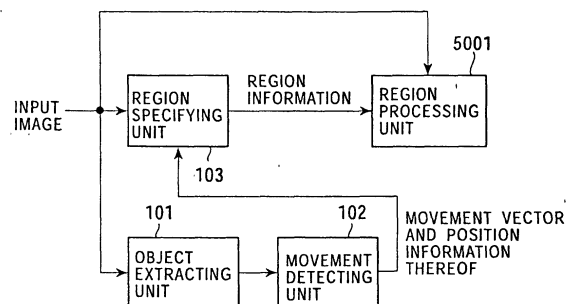 5001
INPUT
IMAGE
REGION
SPECIFYING
UNIT
REGION
INFORMATION
REGION
PROCESSING
UNIT
103
101
102
OBJECT
EXTRACTING
UNIT
MOVEMENT
DETECTING
UNIT
MOVEMENT VECTOR
AND POSITION
INFORMATION
THEREOF